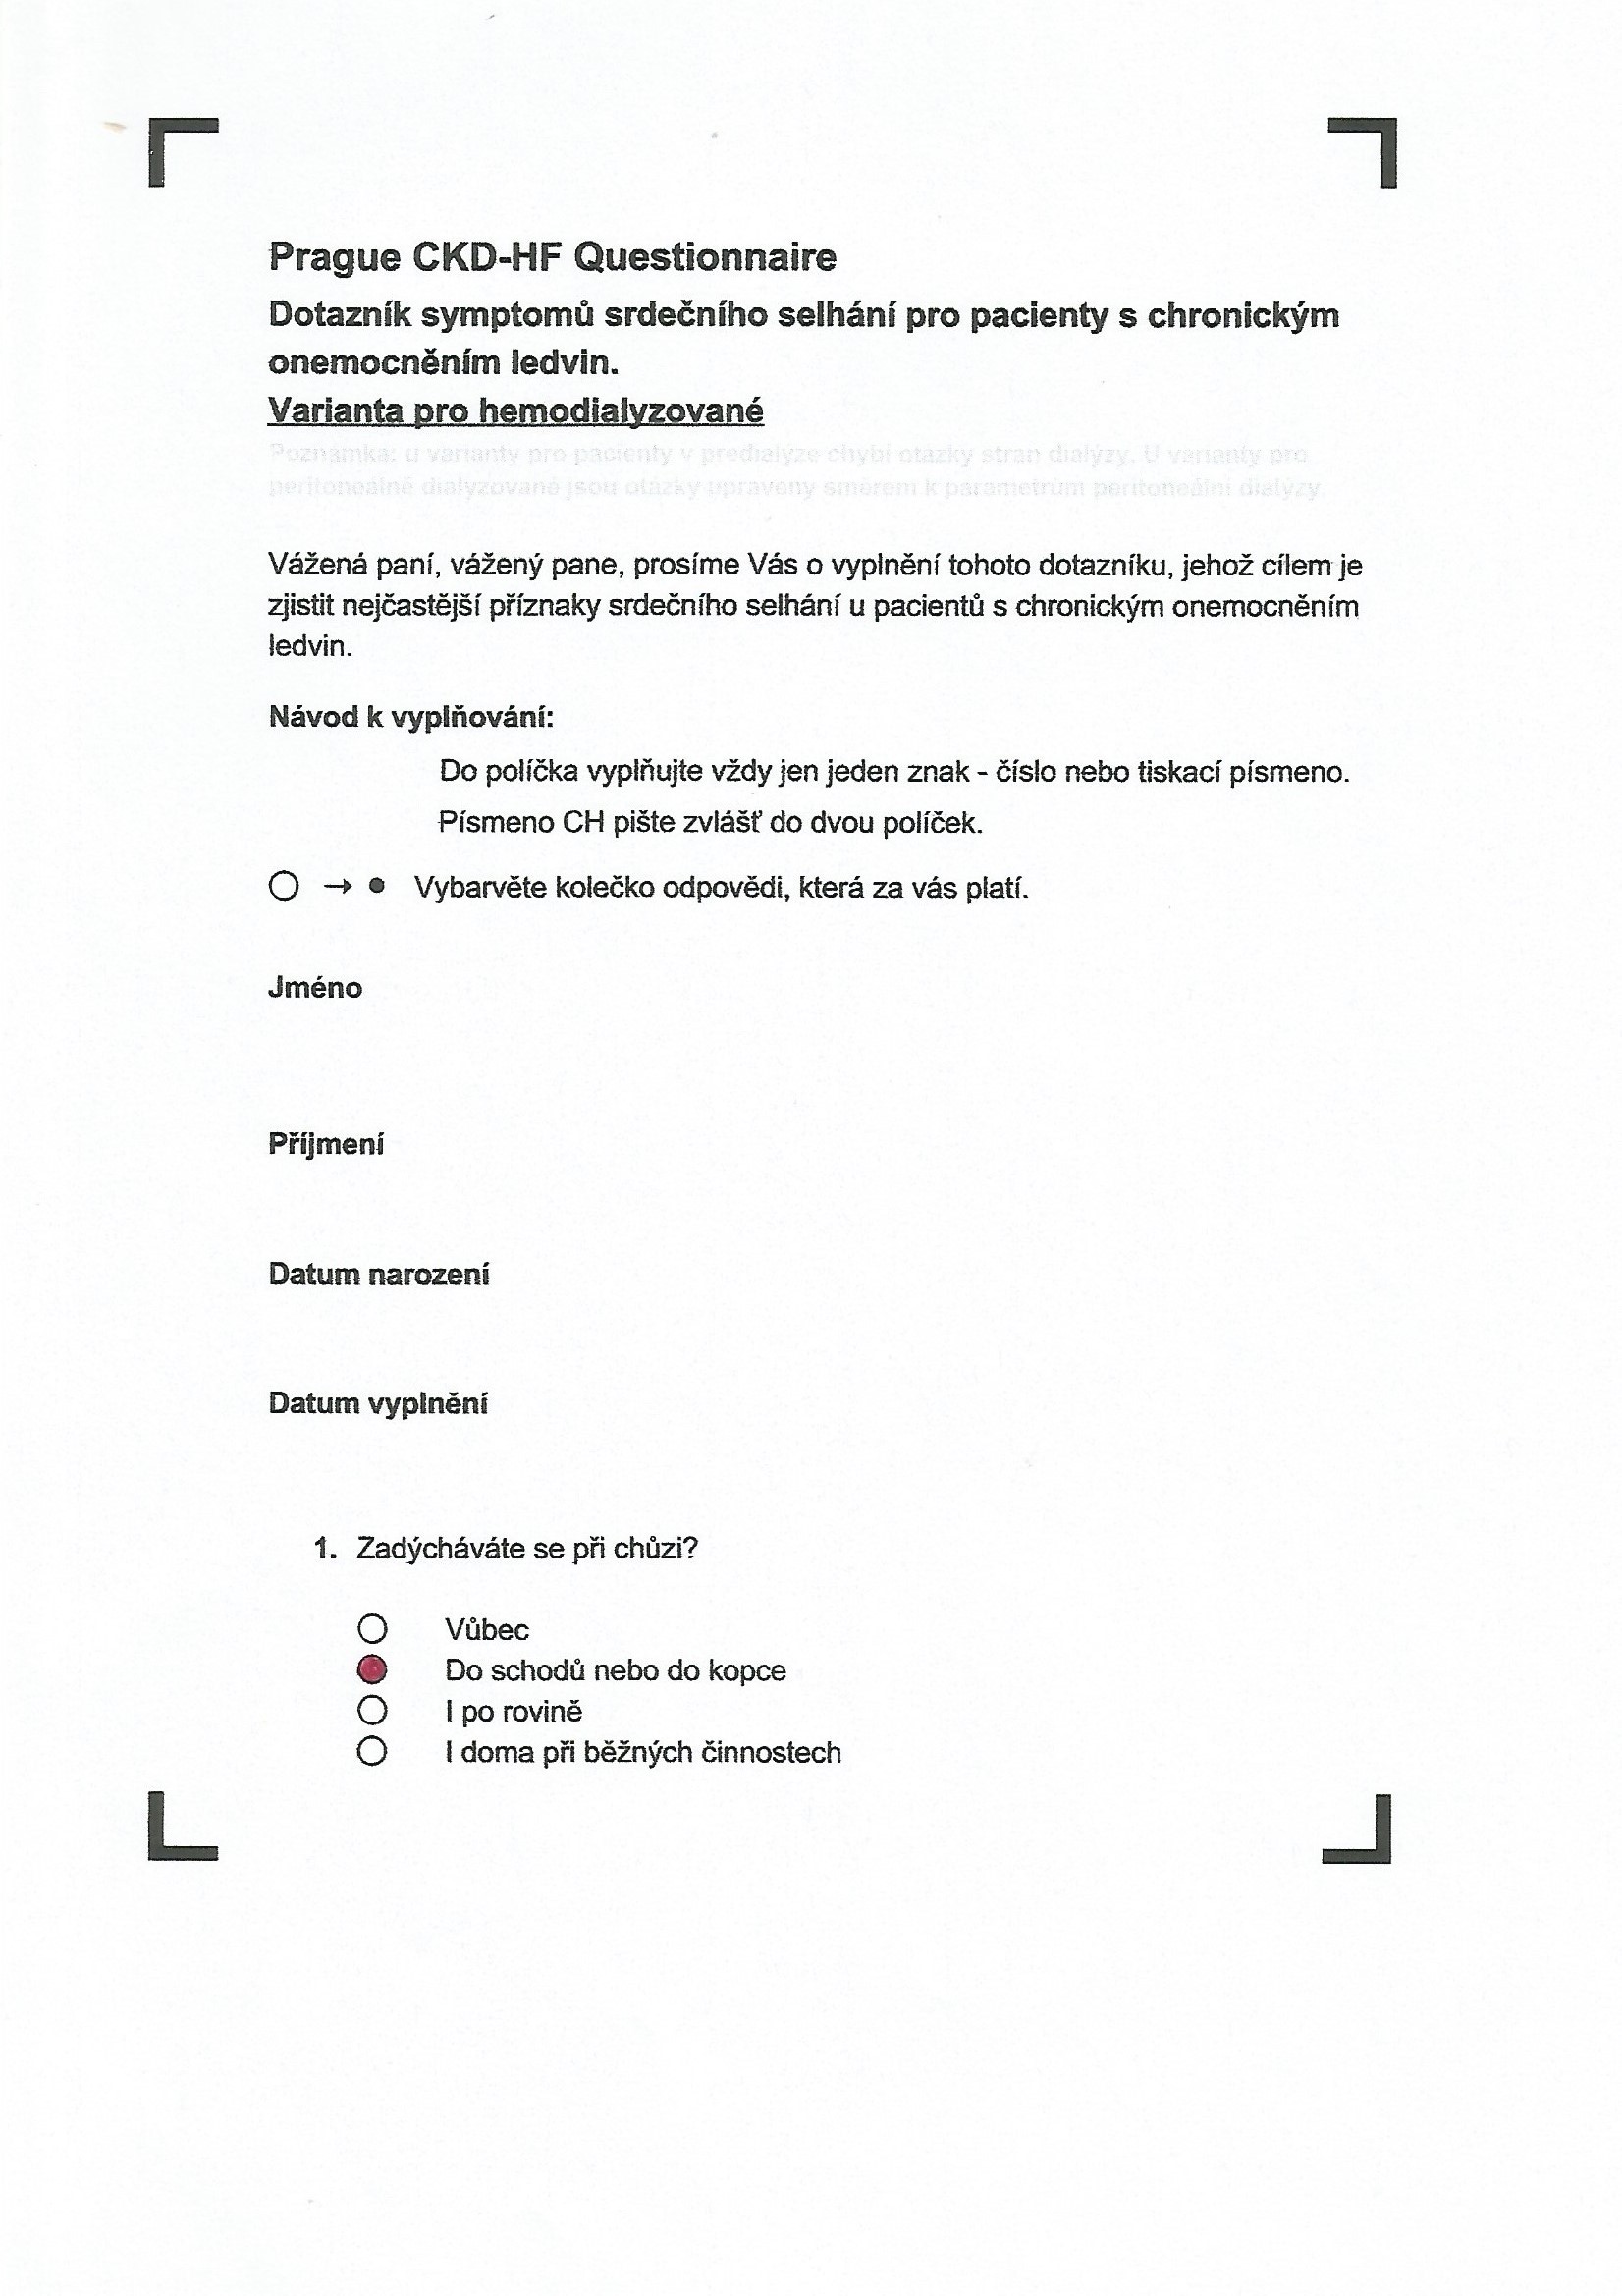 Prague CKD-HF Questionnaire
Dotazník symptomů srdečního selhání pro pacienty s chronickým
onemocněním ledvin.
Varianta pro hemodialyzované
Poznámka: u varianty pro pacienty v predialýze chybí otázky stran dialýzy. U varianty pro
peritoneálně dialyzované jsou otázky upraveny směrem k parametrům peritoneální dialýzy.
Vážená paní, vážený pane, prosíme Vás o vyplnění tohoto dotazníku, jehož cílem je
zjistit nejčastější příznaky srdečního selhání u pacientů s chronickým onemocněním
ledvin.
Návod k vyplňování:
Do políčka vyplňujte vždy jen jeden znak - číslo nebo tiskací písmeno.
Písmeno CH pište zvlášť do dvou políček.
○ → ● Vybarvěte kolečko odpovědi, která za vás platí.
Jméno
Příjmení
Datum narození
Datum vyplnění
1. Zadýcháváte se při chůzi?
Vůbec
Do schodů nebo do kopce
I po rovině
I doma při běžných činnostech